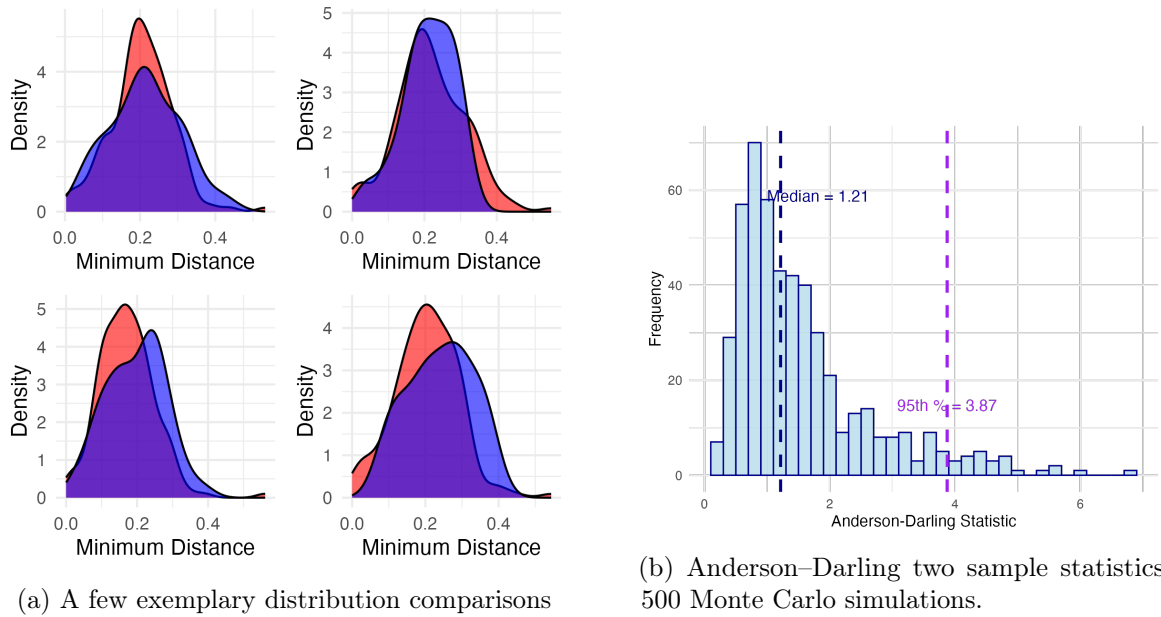 Density
4
2
0
0.0 0.2 0.4
Minimum Distance
Density
5
4
3
2
1
0
0.0 0.2 0.4
Minimum Distance
Density
5
4
3
2
1
0
0.0 0.2 0.4
Minimum Distance
Density
4
3
2
1
0
0.0 0.2 0.4
Minimum Distance
(a) A few exemplary distribution comparisons
Frequency
60
40
20
0
Median = 1.21
95th % = 3.87
0 2 4 6
Anderson-Darling Statistic
(b) Anderson–Darling two sample statistics
500 Monte Carlo simulations.